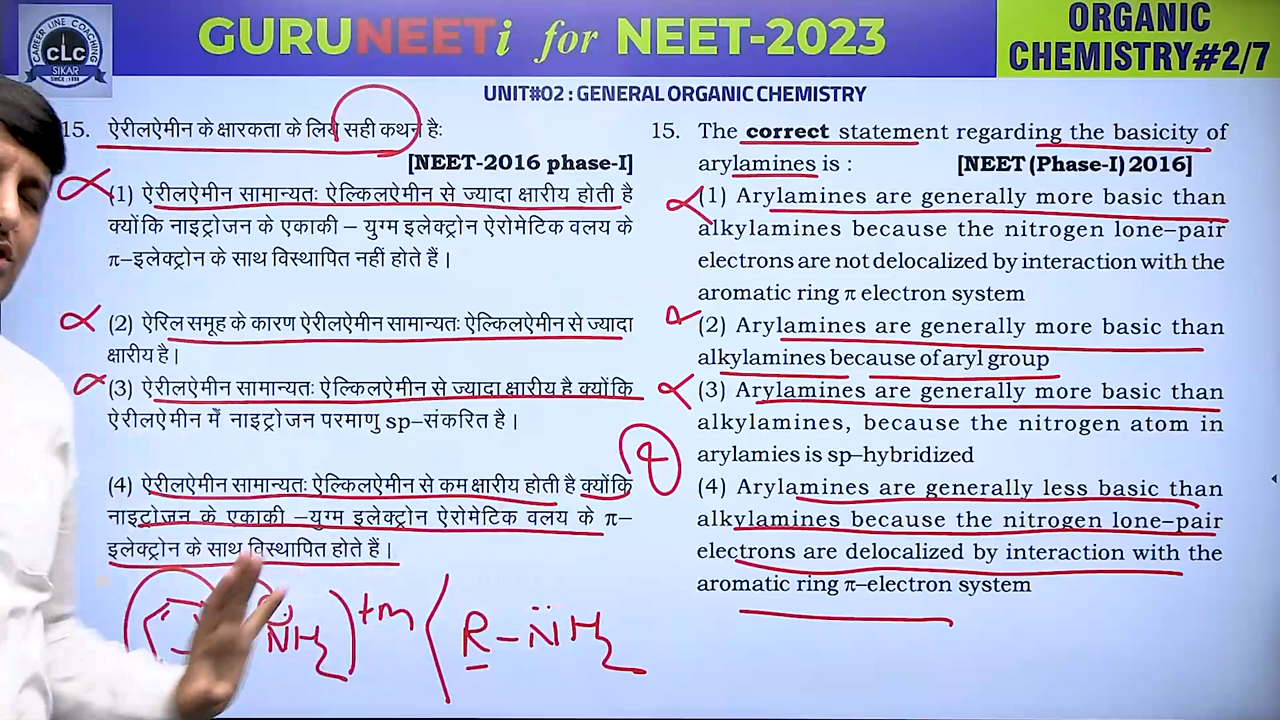 CAREER LINE COACHING
CLC
SIKAR
SINCE : 1996
GURUNEETi for NEET-2023
ORGANIC
CHEMISTRY#2/7
UNIT#02 : GENERAL ORGANIC CHEMISTRY
15. ऐरीलऐमीन के क्षारकता के लिये सही कथन हैः
[NEET-2016 phase-I]
(1) ऐरीलऐमीन सामान्यतः ऐल्किलऐमीन से ज्यादा क्षारीय होती है
क्योंकि नाइट्रोजन के एकाकी – युग्म इलेक्ट्रोन ऐरोमेटिक वलय के
π–इलेक्ट्रोन के साथ विस्थापित नहीं होते हैं।
(2) ऐरिल समूह के कारण ऐरीलऐमीन सामान्यतः ऐल्किलऐमीन से ज्यादा
क्षारीय है।
(3) ऐरीलऐमीन सामान्यतः ऐल्किलऐमीन से ज्यादा क्षारीय है क्योंकि
ऐरीलऐमीन में नाइट्रोजन परमाणु sp–संकरित है।
(4) ऐरीलऐमीन सामान्यतः ऐल्किलऐमीन से कम क्षारीय होती है क्योंकि
नाइट्रोजन के एकाकी –युग्म इलेक्ट्रोन ऐरोमेटिक वलय के π–
इलेक्ट्रोन के साथ विस्थापित होते हैं।
NH2 +m < R–NH2
15. The correct statement regarding the basicity of
arylamines is : [NEET (Phase-I) 2016]
(1) Arylamines are generally more basic than
alkylamines because the nitrogen lone–pair
electrons are not delocalized by interaction with the
aromatic ring π electron system
(2) Arylamines are generally more basic than
alkylamines because of aryl group
(3) Arylamines are generally more basic than
alkylamines, because the nitrogen atom in
arylamies is sp–hybridized
4
(4) Arylamines are generally less basic than
alkylamines because the nitrogen lone–pair
electrons are delocalized by interaction with the
aromatic ring π–electron system